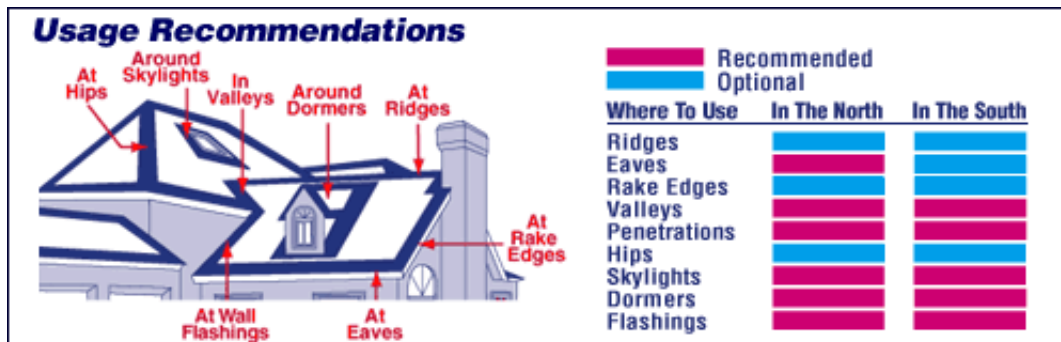 Usage Recommendations
Around
Skylights
At
Hips
In
Valleys
Around
Dormers
At
Ridges
At
Rake
Edges
At Wall
Flashings
At
Eaves
Recommended
Optional
Where To Use In The North In The South
Ridges
Eaves
Rake Edges
Valleys
Penetrations
Hips
Skylights
Dormers
Flashings